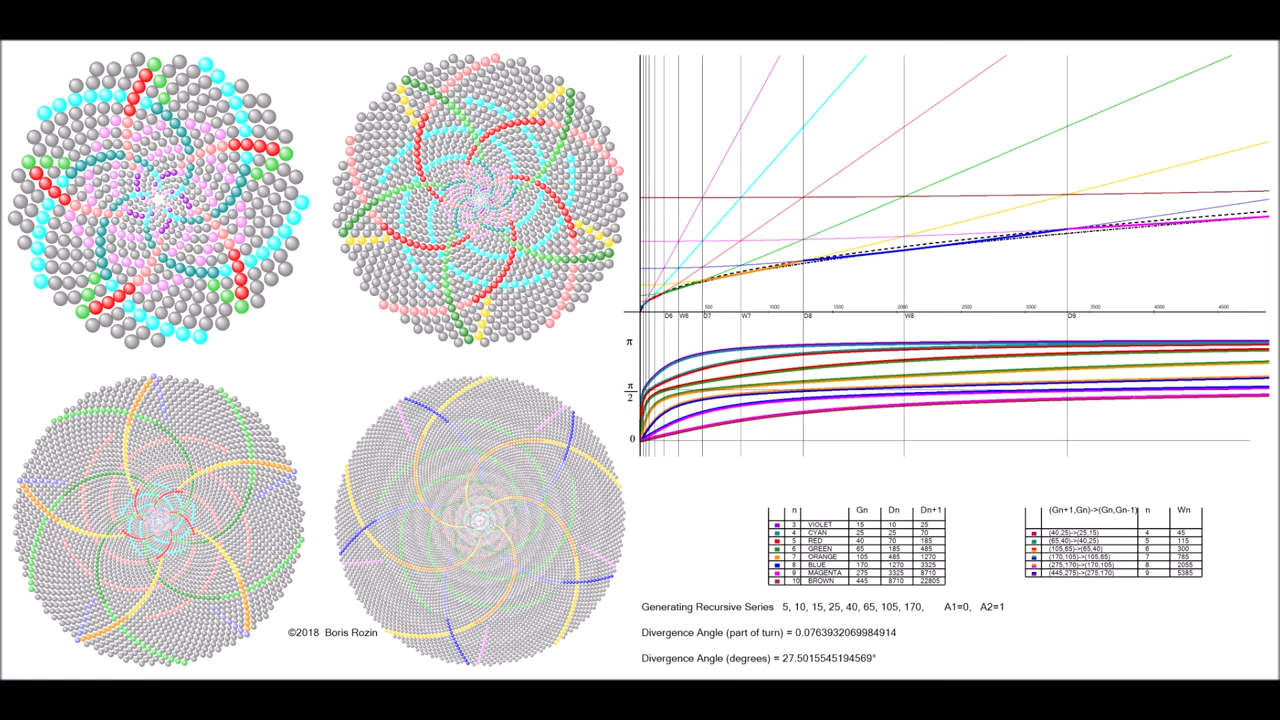 500 1000 1500 2000 2500 3000 3500 4000 4500
D6 W6 D7 W7 D8 W8 D9
π
π
2
0
n Gn Dn Dn+1
3 VIOLET 15 10 25
4 CYAN 25 25 70
5 RED 40 70 185
6 GREEN 65 185 485
7 ORANGE 105 485 1270
8 BLUE 170 1270 3325
9 MAGENTA 275 3325 8710
10 BROWN 445 8710 22805
(Gn+1,Gn)->(Gn,Gn-1) n Wn
(40,25)->(25,15) 4 45
(65,40)->(40,25) 5 115
(105,65)->(65,40) 6 300
(170,105)->(105,65) 7 785
(275,170)->(170,105) 8 2055
(445,275)->(275,170) 9 5385
Generating Recursive Series 5, 10, 15, 25, 40, 65, 105, 170, A1=0, A2=1
©2018 Boris Rozin
Divergence Angle (part of turn) = 0.0763932069984914
Divergence Angle (degrees) = 27.5015545194569°